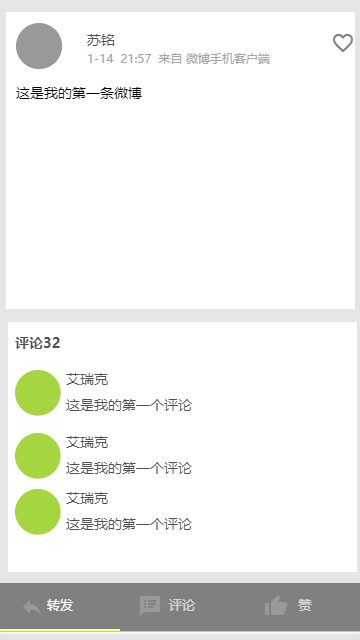 苏铭
1-14 21:57 来自 微博手机客户端
这是我的第一条微博
评论32
艾瑞克
这是我的第一个评论
艾瑞克
这是我的第一个评论
艾瑞克
这是我的第一个评论
转发 评论 赞